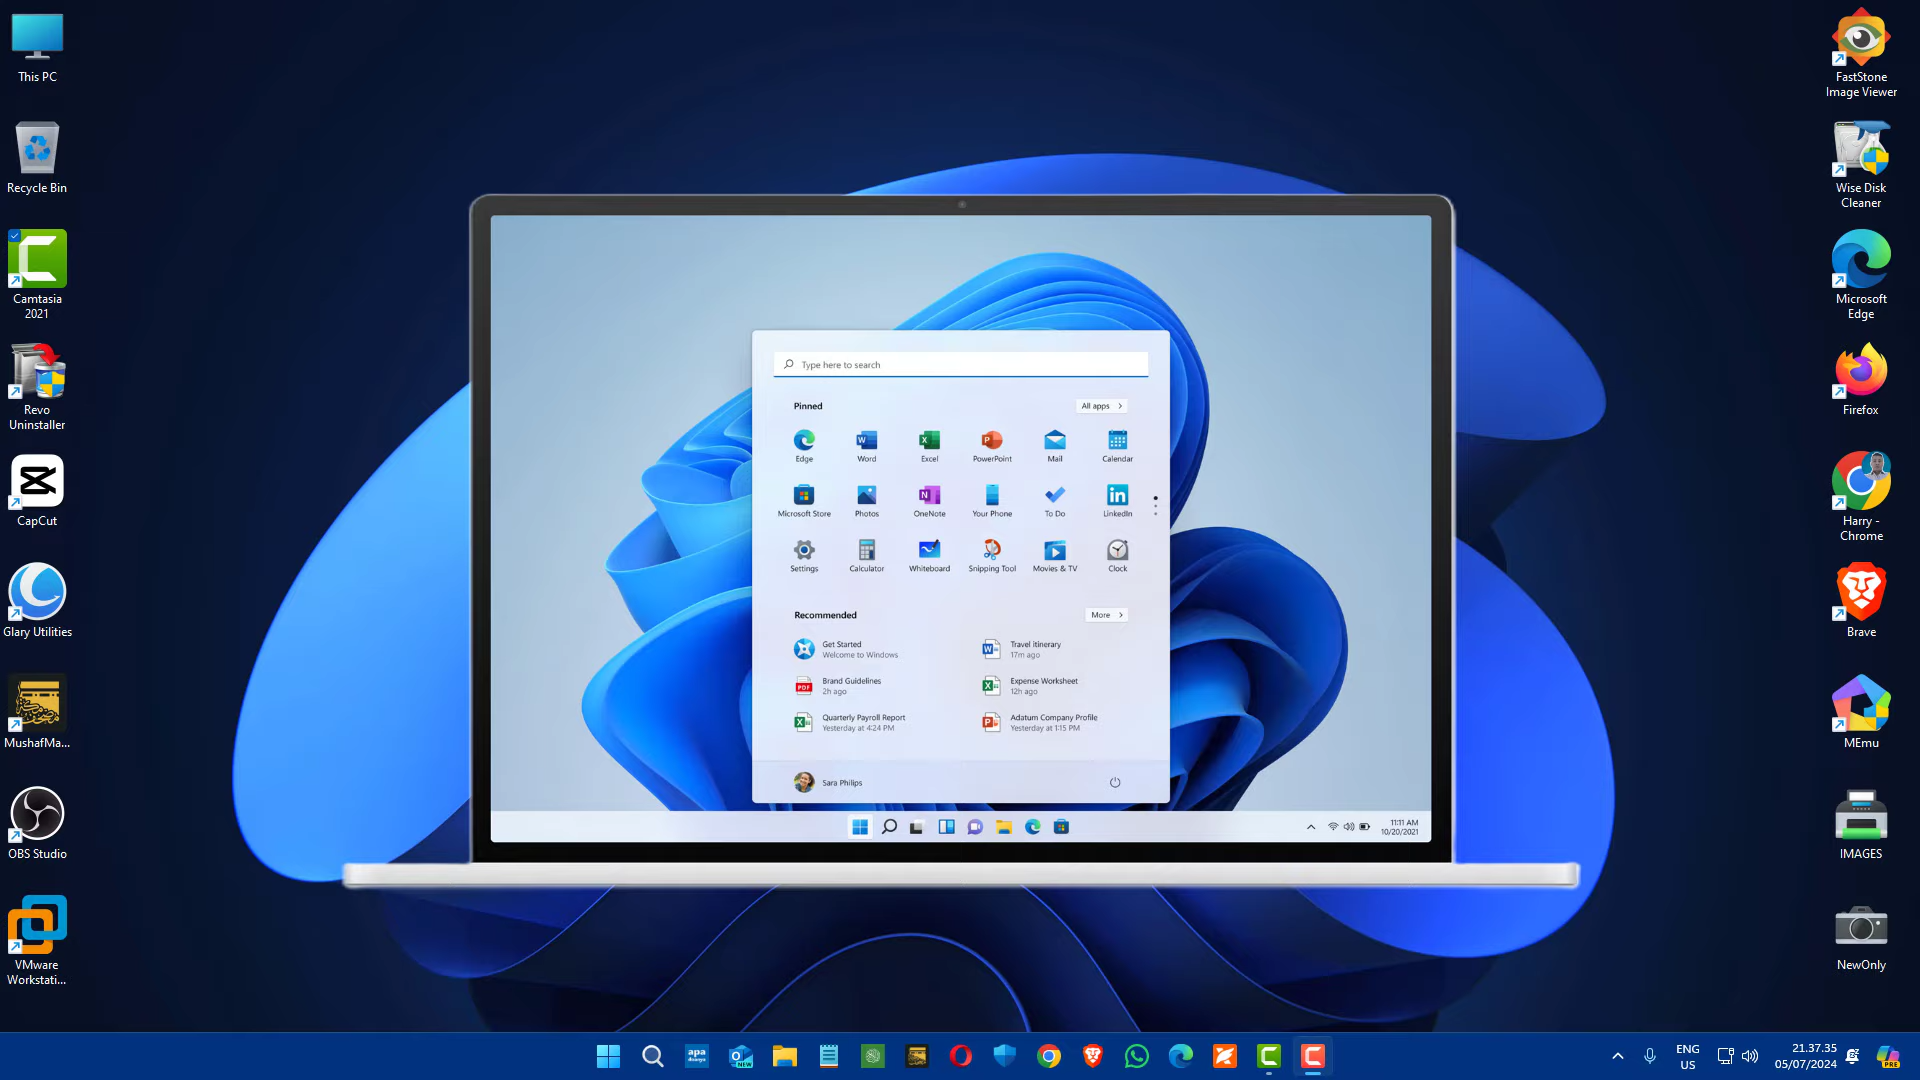 This PC
Recycle Bin
Camtasia
2021
Revo
Uninstaller
CapCut
Glary Utilities
MushafMa...
OBS Studio
VMware
Workstati...
Type here to search
Pinned
All apps
Edge
Word
Excel
PowerPoint
Mail
Calendar
Microsoft Store
Photos
OneNote
Your Phone
To Do
LinkedIn
Settings
Calculator
Whiteboard
Snipping Tool
Movies & TV
Clock
Recommended
More
Get Started
Welcome to Windows
Travel itinerary
17m ago
Brand Guidelines
2h ago
Expense Worksheet
12h ago
Quarterly Payroll Report
Yesterday at 4:24 PM
Adatum Company Profile
Yesterday at 1:15 PM
Sara Philips
11:11 AM
10/20/2021
FastStone
Image Viewer
Wise Disk
Cleaner
Microsoft
Edge
Firefox
Harry -
Chrome
Brave
MEmu
IMAGES
NewOnly
apa
NEW
ENG
US
21.37.35
05/07/2024
PRE